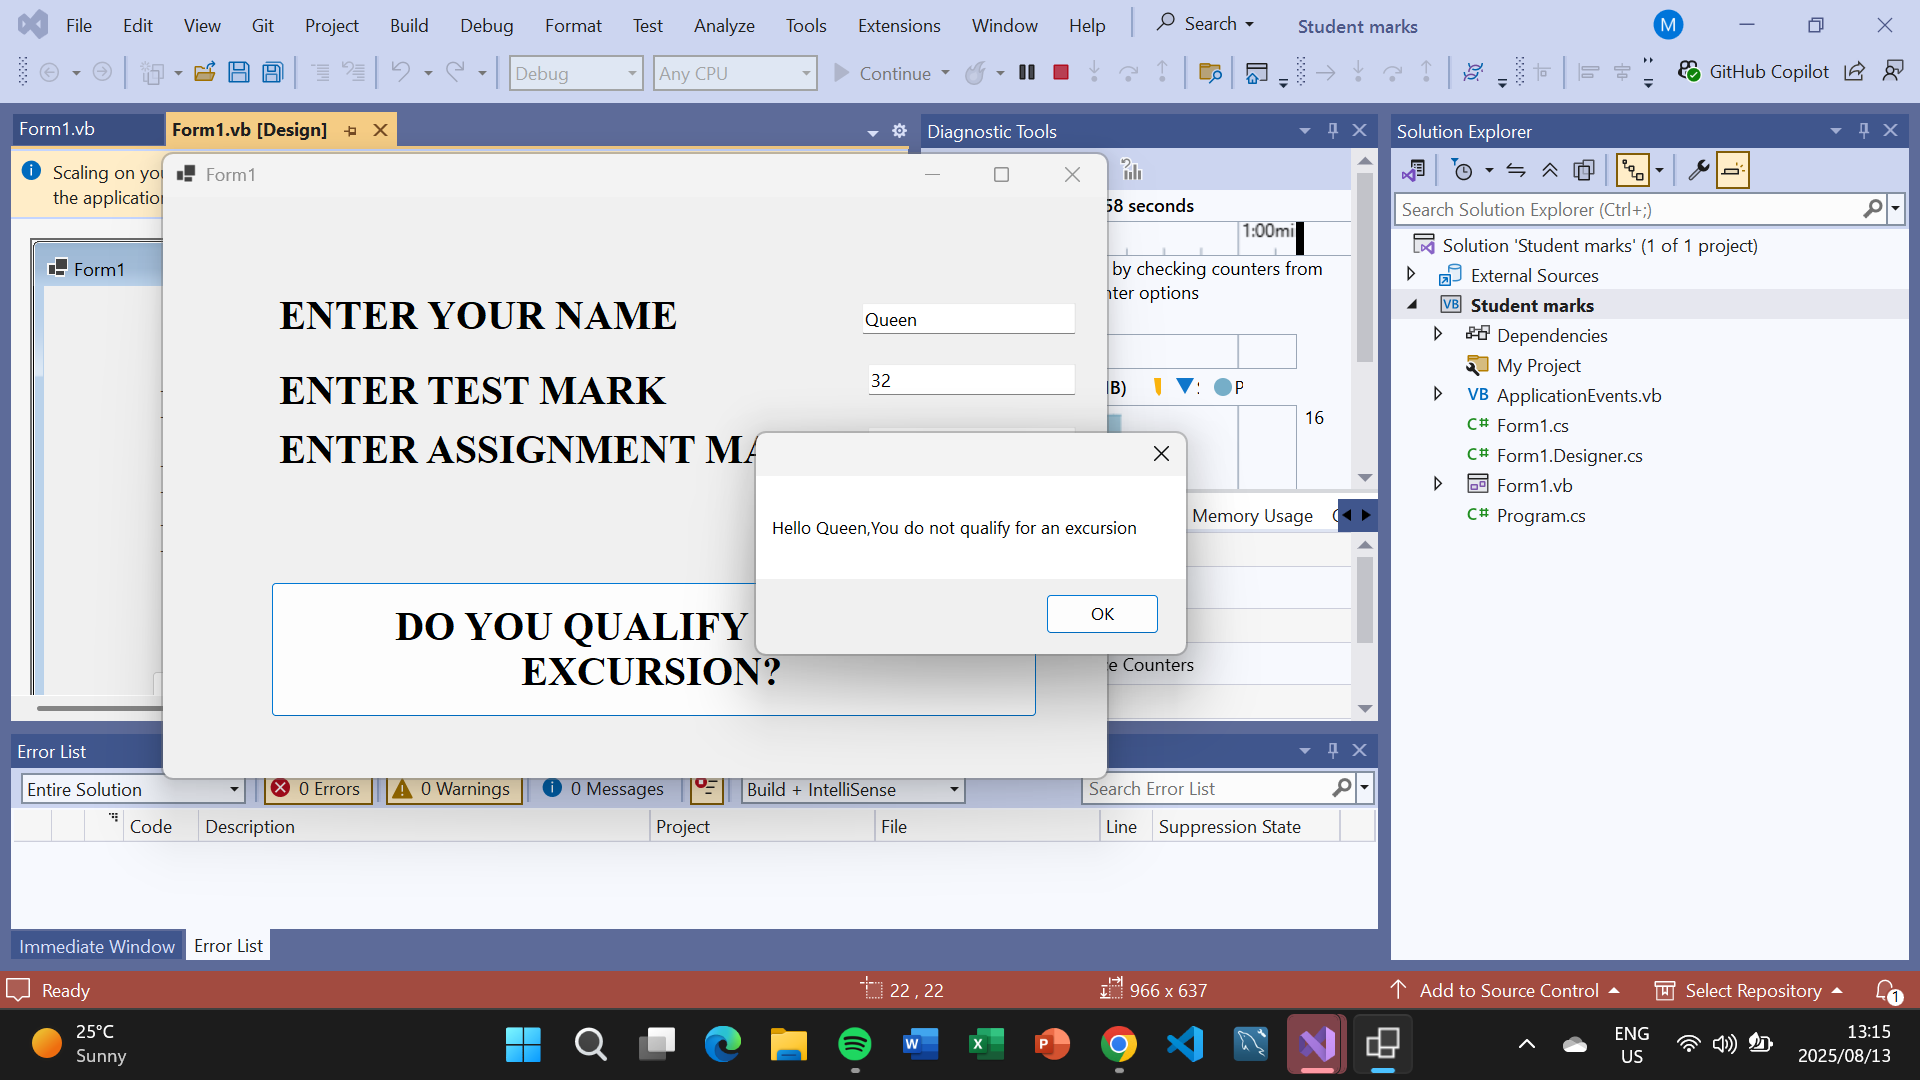 File Edit View Git Project Build Debug Format Test Analyze Tools Extensions Window Help Search Student marks M
Debug Any CPU Continue GitHub Copilot
Form1.vb Form1.vb [Design]
Scaling on you
the application
Form1
Form1
ENTER YOUR NAME
Queen
ENTER TEST MARK
32
ENTER ASSIGNMENT MA
Hello Queen,You do not qualify for an excursion
OK
DO YOU QUALIFY
EXCURSION?
Diagnostic Tools
58 seconds
1:00mi
by checking counters from
nter options
16
Memory Usage
e Counters
Solution Explorer
Search Solution Explorer (Ctrl+;)
Solution 'Student marks' (1 of 1 project)
External Sources
VB Student marks
Dependencies
My Project
VB ApplicationEvents.vb
C# Form1.cs
C# Form1.Designer.cs
Form1.vb
C# Program.cs
Error List
Entire Solution 0 Errors 0 Warnings 0 Messages Build + IntelliSense Search Error List
Code Description Project File Line Suppression State
Immediate Window Error List
Ready 22 , 22 966 x 637 Add to Source Control Select Repository 1
25°C
Sunny
ENG
US
13:15
2025/08/13